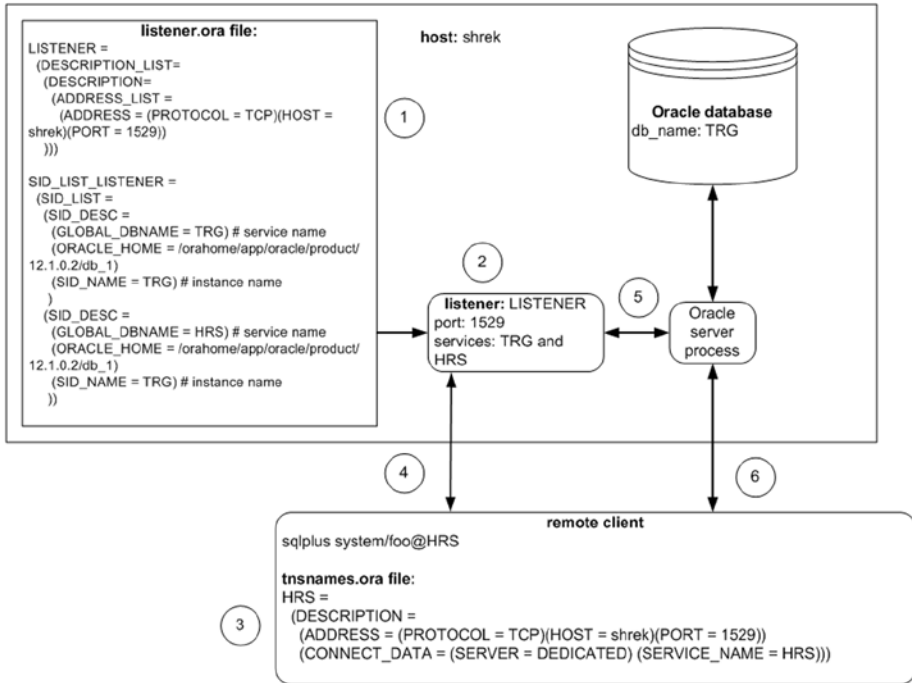 listener.ora file:
LISTENER =
(DESCRIPTION_LIST=
(DESCRIPTION=
(ADDRESS_LIST =
(ADDRESS = (PROTOCOL = TCP)(HOST =
shrek)(PORT = 1529))
)))
SID_LIST_LISTENER =
(SID_LIST =
(SID_DESC =
(GLOBAL_DBNAME = TRG) # service name
(ORACLE_HOME = /orahome/app/oracle/product/
12.1.0.2/db_1)
(SID_NAME = TRG) # instance name
)
(SID_DESC =
(GLOBAL_DBNAME = HRS) # service name
(ORACLE_HOME = /orahome/app/oracle/product/
12.1.0.2/db_1)
(SID_NAME = TRG) # instance name
))
1
host: shrek
Oracle database
db_name: TRG
2
listener: LISTENER
port: 1529
services: TRG and
HRS
5
Oracle
server
process
4
6
remote client
sqlplus system/foo@HRS
tnsnames.ora file:
HRS =
(DESCRIPTION =
(ADDRESS = (PROTOCOL = TCP)(HOST = shrek)(PORT = 1529))
(CONNECT_DATA = (SERVER = DEDICATED) (SERVICE_NAME = HRS)))
3